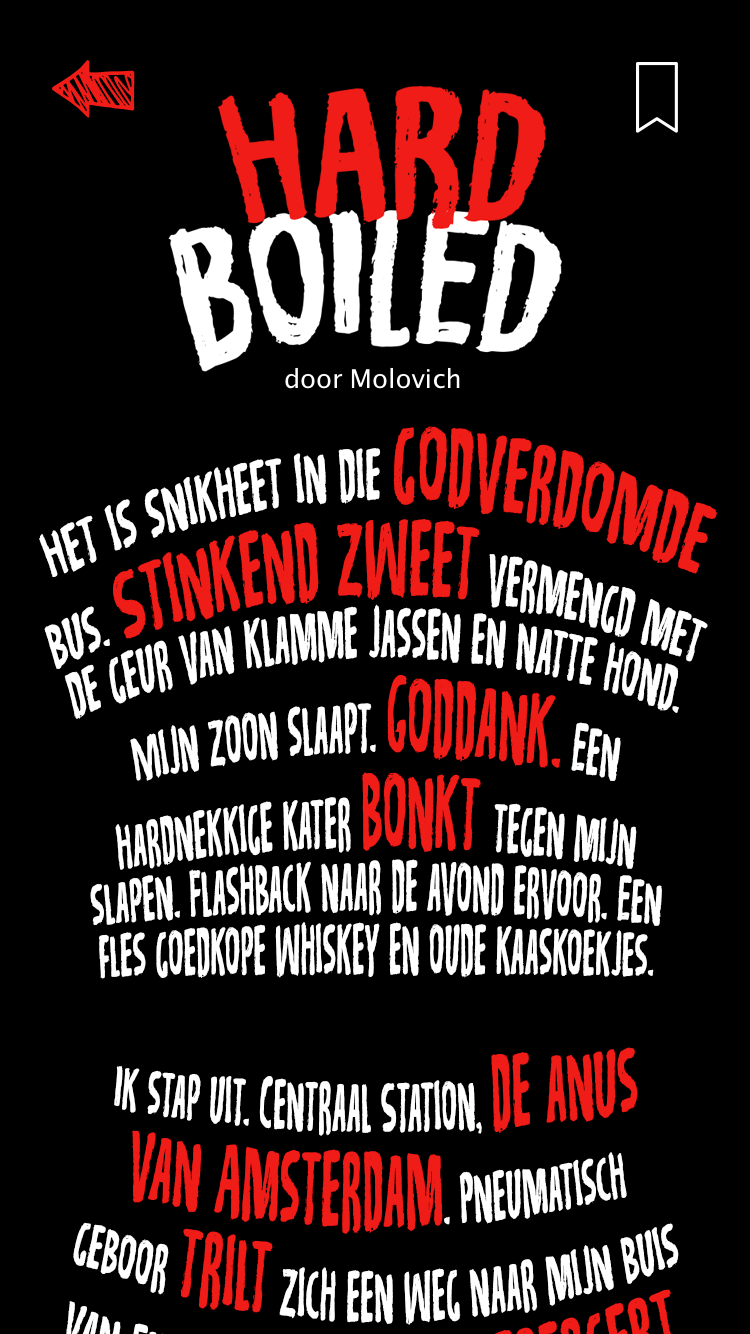 HARD
BOILED
door Molovich
HET IS SNIKHEET IN DIE GODVERDOMDE
BUS. STINKEND ZWEET VERMENGD MET
DE GEUR VAN KLAMME JASSEN EN NATTE HOND.
MIJN ZOON SLAAPT. GODDANK. EEN
HARDNEKKIGE KATER BONKT TEGEN MIJN
SLAPEN. FLASHBACK NAAR DE AVOND ERVOOR. EEN
FLES GOEDKOPE WHISKEY EN OUDE KAASKOEKJES.
IK STAP UIT. CENTRAAL STATION, DE ANUS
VAN AMSTERDAM. PNEUMATISCH
GEBOOR TRILT ZICH EEN WEG NAAR MIJN BUIS
VAN